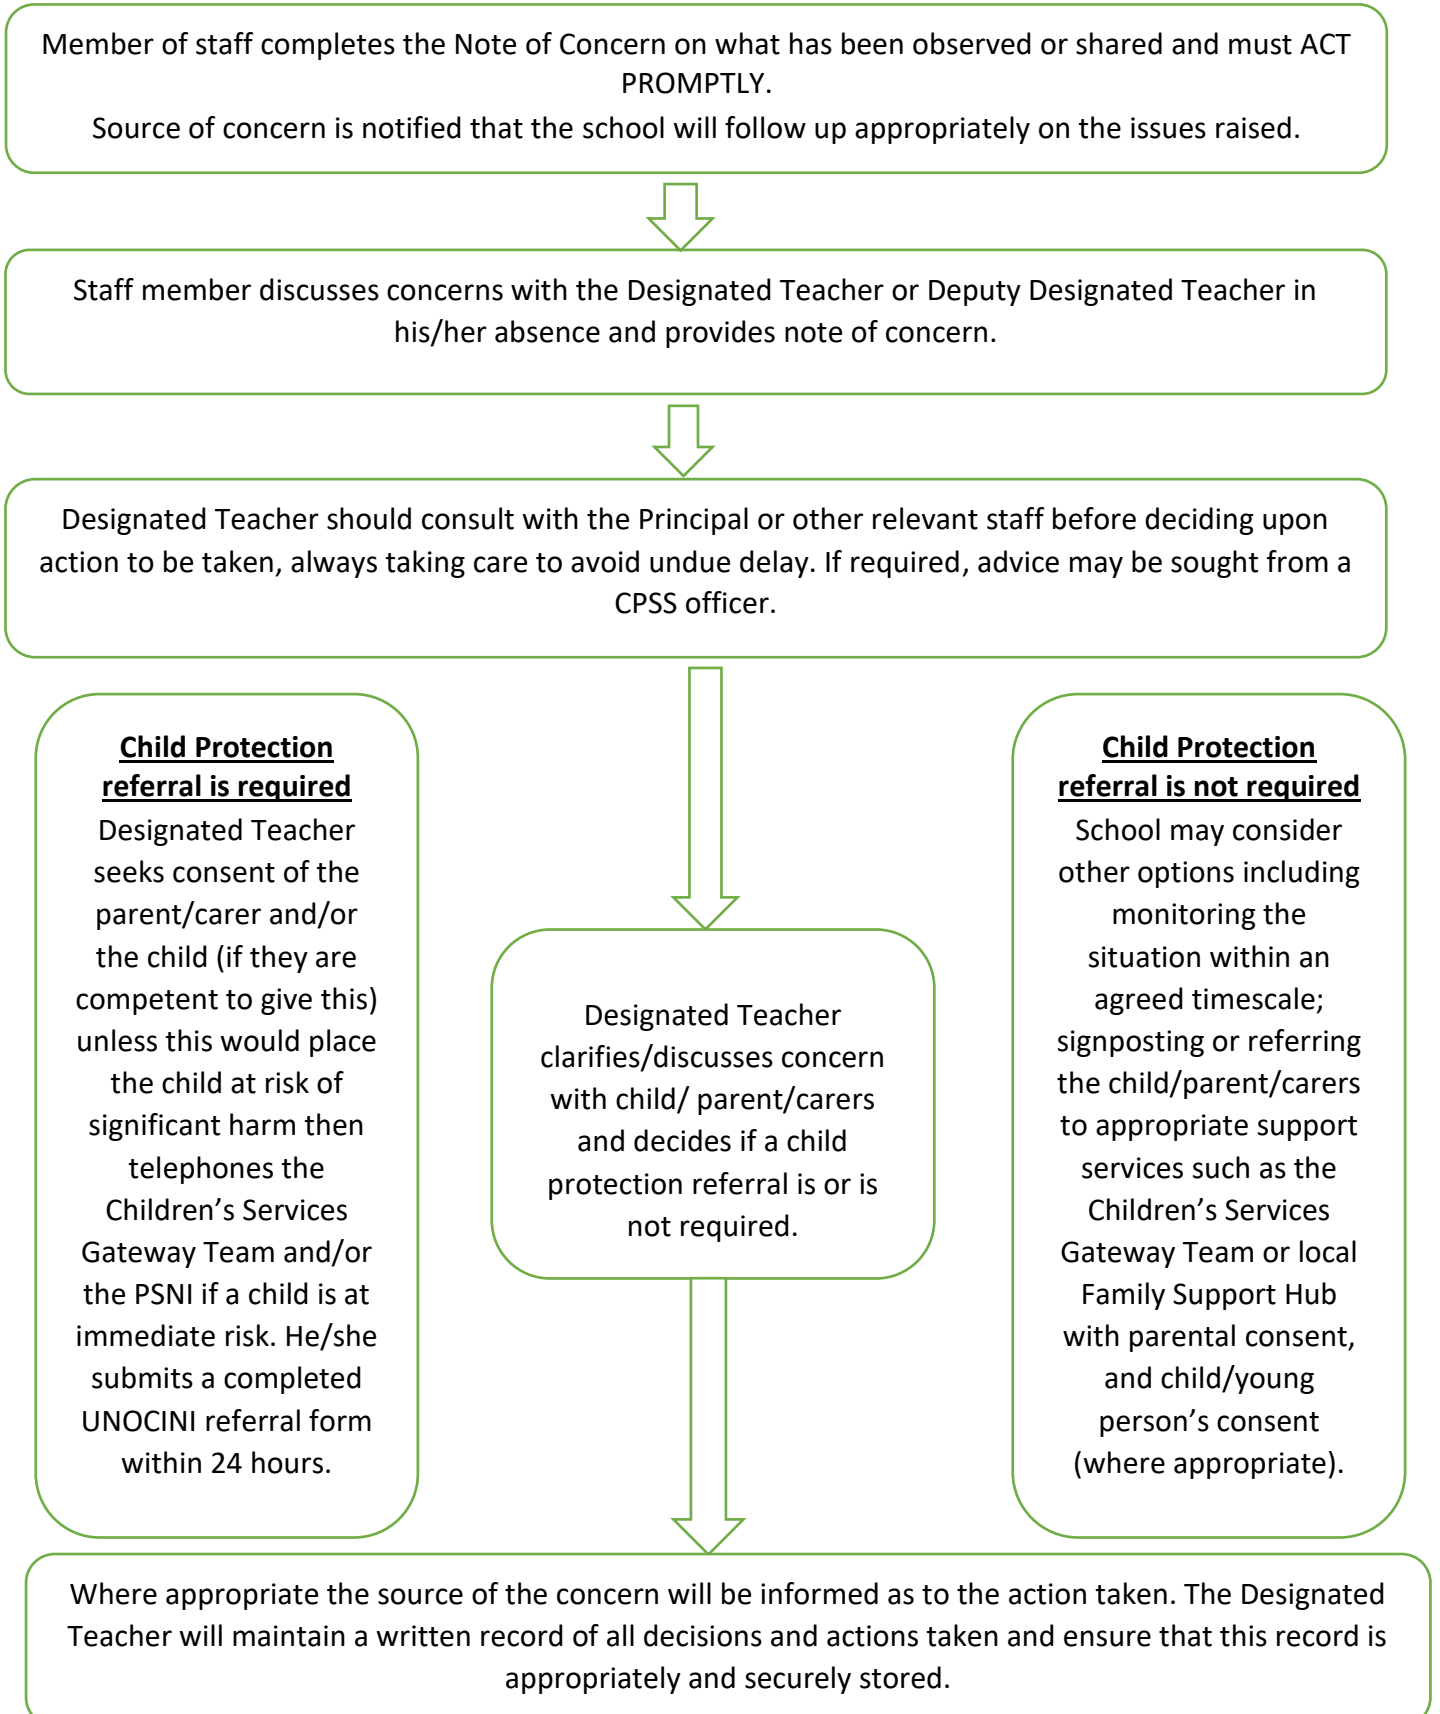 Member of staff completes the Note of Concern on what has been observed or shared and must ACT
PROMPTLY.
Source of concern is notified that the school will follow up appropriately on the issues raised.
Staff member discusses concerns with the Designated Teacher or Deputy Designated Teacher in
his/her absence and provides note of concern.
Designated Teacher should consult with the Principal or other relevant staff before deciding upon
action to be taken, always taking care to avoid undue delay. If required, advice may be sought from a
CPSS officer.
Child Protection
referral is required
Designated Teacher
seeks consent of the
parent/carer and/or
the child (if they are
competent to give this)
unless this would place
the child at risk of
significant harm then
telephones the
Children’s Services
Gateway Team and/or
the PSNI if a child is at
immediate risk. He/she
submits a completed
UNOCINI referral form
within 24 hours.
Designated Teacher
clarifies/discusses concern
with child/ parent/carers
and decides if a child
protection referral is or is
not required.
Child Protection
referral is not required
School may consider
other options including
monitoring the
situation within an
agreed timescale;
signposting or referring
the child/parent/carers
to appropriate support
services such as the
Children’s Services
Gateway Team or local
Family Support Hub
with parental consent,
and child/young
person’s consent
(where appropriate).
Where appropriate the source of the concern will be informed as to the action taken. The Designated
Teacher will maintain a written record of all decisions and actions taken and ensure that this record is
appropriately and securely stored.